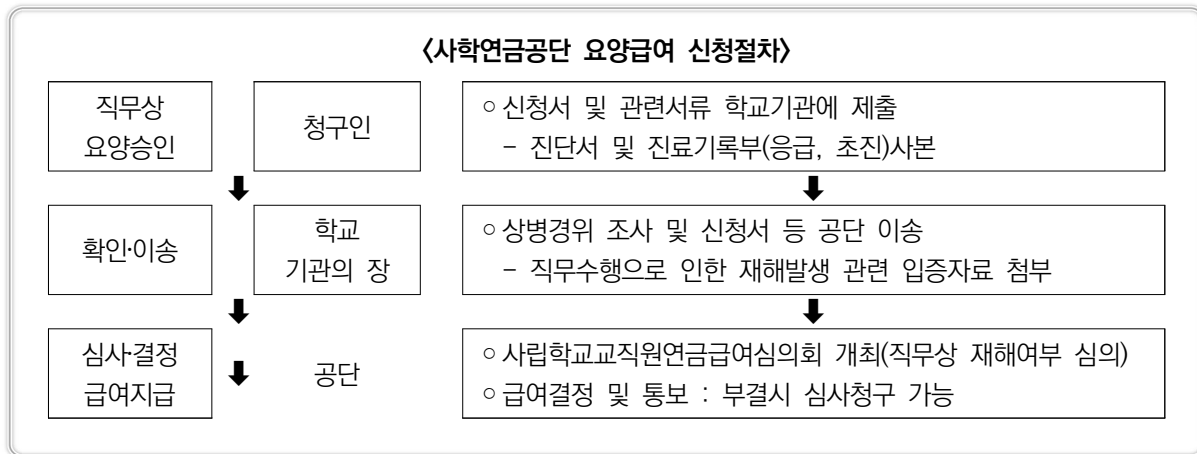 〈사학연금공단 요양급여 신청절차〉
직무상
요양승인
청구인
○ 신청서 및 관련서류 학교기관에 제출
- 진단서 및 진료기록부(응급, 초진)사본
확인·이송
학교
기관의 장
○ 상병경위 조사 및 신청서 등 공단 이송
- 직무수행으로 인한 재해발생 관련 입증자료 첨부
심사·결정
급여지급
공단
○ 사립학교교직원연금급여심의회 개최(직무상 재해여부 심의)
○ 급여결정 및 통보 : 부결시 심사청구 가능